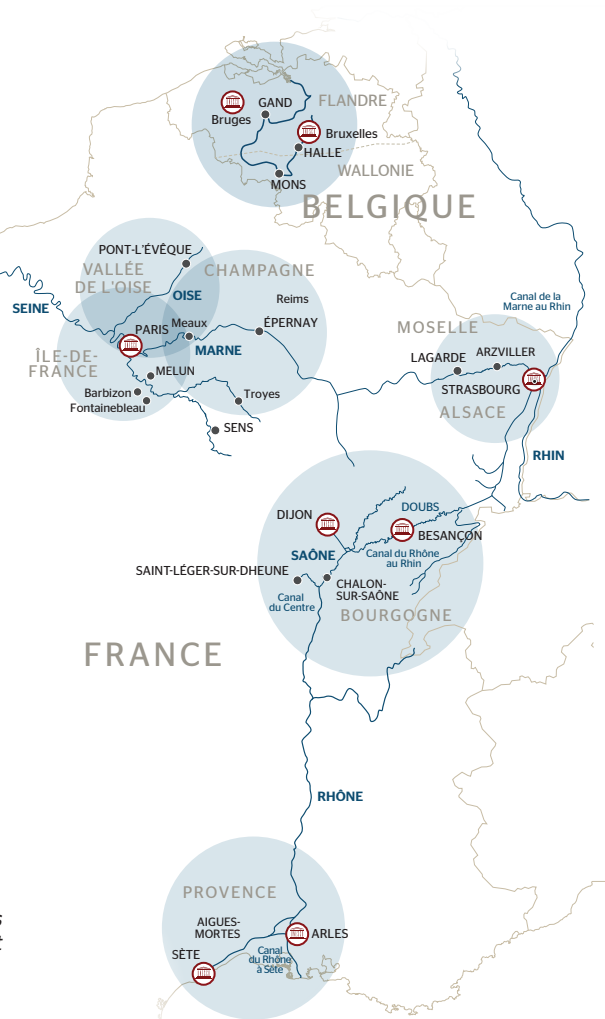 GAND
FLANDRE
Bruges
Bruxelles
HALLE
WALLONIE
MONS
BELGIQUE
PONT-L'ÉVÊQUE
VALLÉE
DE L'OISE
CHAMPAGNE
OISE
Reims
SEINE
Canal de la
Marne au Rhin
PARIS
Meaux
ÉPERNAY
MARNE
MOSELLE
ÎLE-DE-
FRANCE
LAGARDE
ARZVILLER
MELUN
STRASBOURG
Barbizon
Fontainebleau
Troyes
ALSACE
SENS
RHIN
DIJON
DOUBS
BESANÇON
SAÔNE
Canal du Rhône
au Rhin
SAINT-LÉGER-SUR-DHEUNE
CHALON-
SUR-SAÔNE
Canal
du Centre
BOURGOGNE
FRANCE
RHÔNE
PROVENCE
AIGUES-
MORTES
ARLES
SÈTE
Canal
du Rhône
à Sète